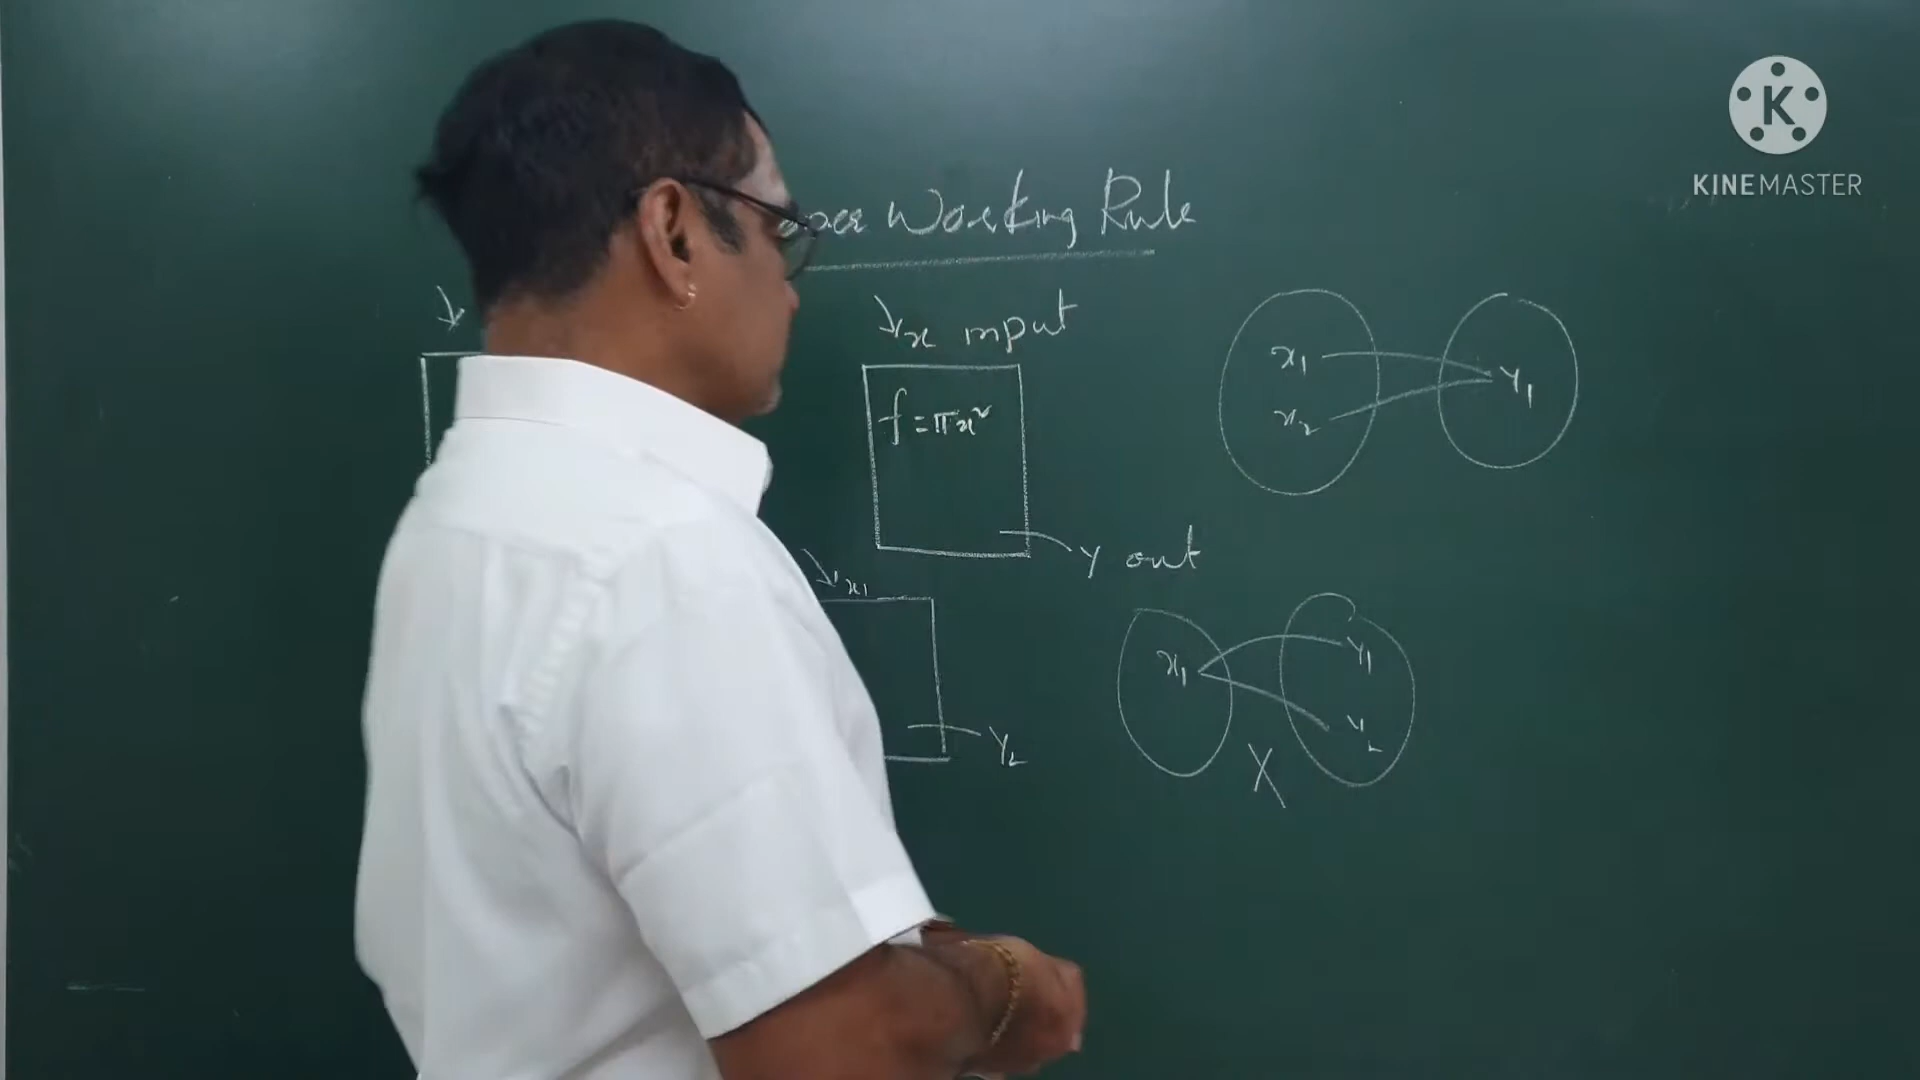 KINEMASTER
Working Rule
x input
x₁
y₁
f = πx²
x₂
y out
x₁
x₁
y₁
y₂
y₂
X